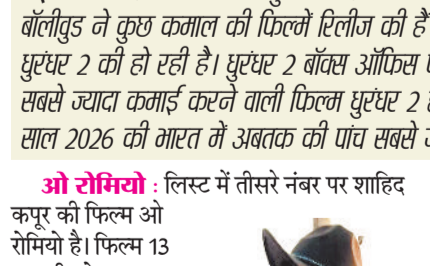 बॉलीवुड ने कुछ कमाल की फिल्में रिलीज की हैं
धुरंधर 2 की हो रही है। धुरंधर 2 बॉक्स ऑफिस
सबसे ज्यादा कमाई करने वाली फिल्म धुरंधर 2
साल 2026 की भारत में अबतक की पांच सबसे
ओ रोमियो : लिस्ट में तीसरे नंबर पर शाहिद
कपूर की फिल्म ओ
रोमियो है। फिल्म 13